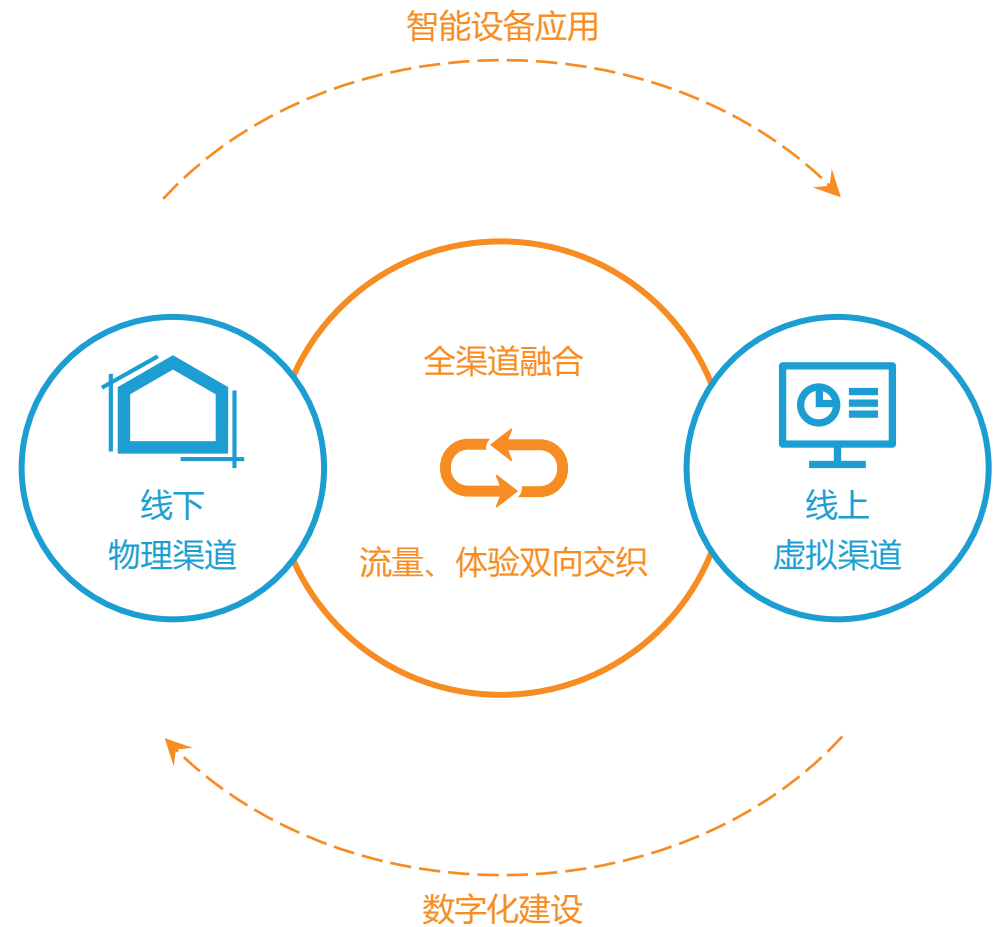 智能设备应用
全渠道融合
线下
物理渠道
流量、体验双向交织
线上
虚拟渠道
数字化建设